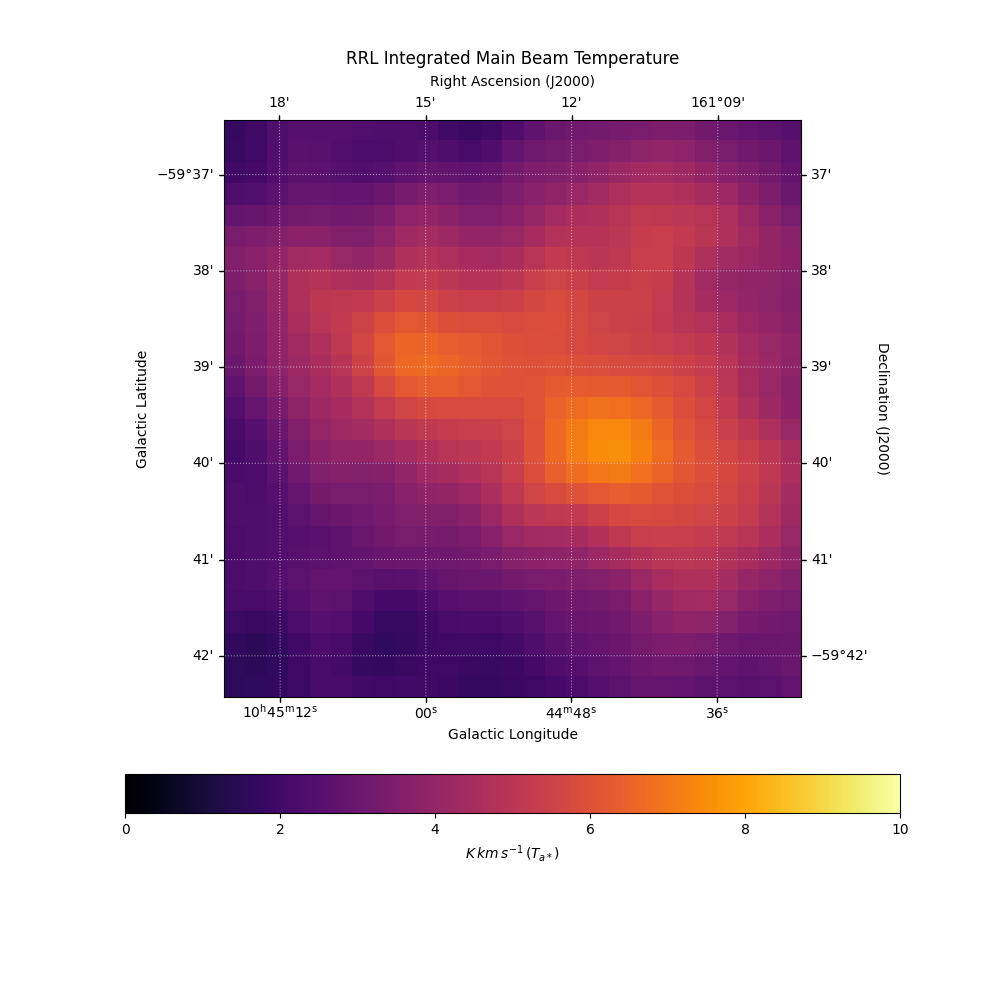 RRL Integrated Main Beam Temperature
Right Ascension (J2000)
18' 15' 12' 161°09'
−59°37' 37'
38' 38'
39' 39'
40' 40'
41' 41'
42' −59°42'
Galactic Latitude
Declination (J2000)
10ʰ45ᵐ12ˢ 00ˢ 44ᵐ48ˢ 36ˢ
Galactic Longitude
0 2 4 6 8 10
K km s⁻¹ (Tₐ*)